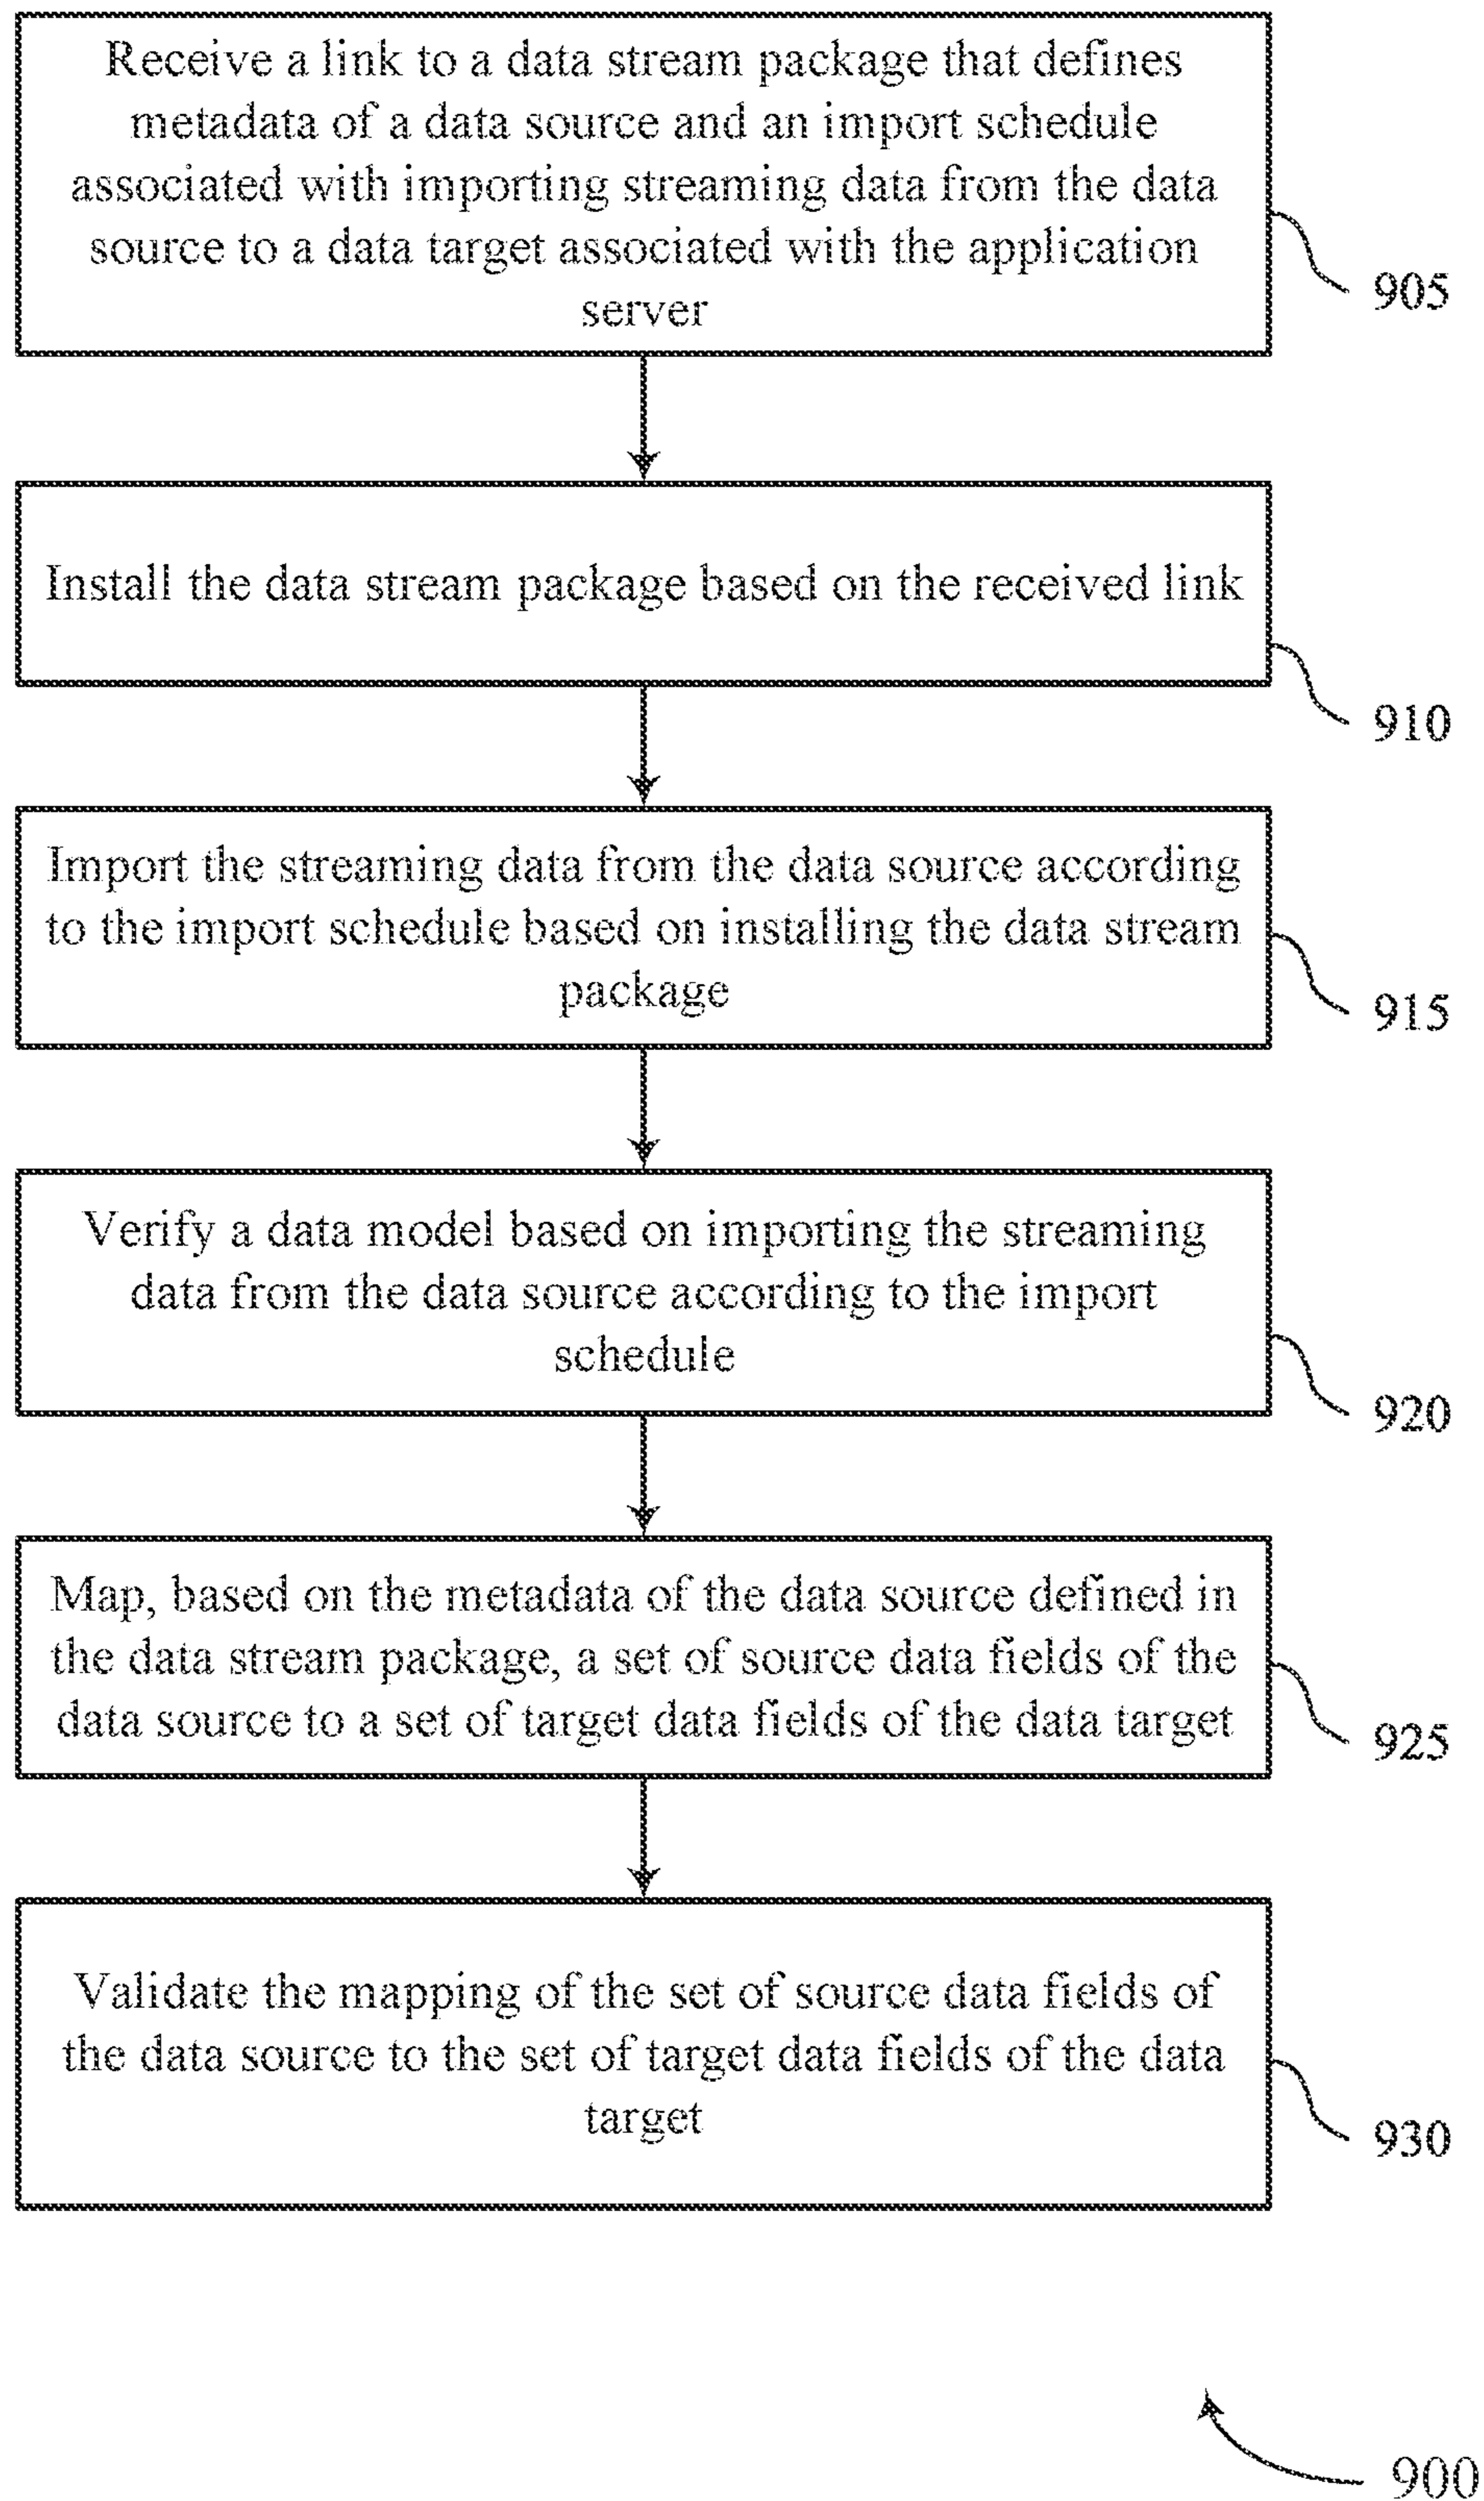 Receive a link to a data stream package that defines
metadata of a data source and an import schedule
associated with importing streaming data from the data
source to a data target associated with the application
server
905
Install the data stream package based on the received link
910
Import the streaming data from the data source according
to the import schedule based on installing the data stream
package
915
Verify a data model based on importing the streaming
data from the data source according to the import
schedule
920
Map, based on the metadata of the data source defined in
the data stream package, a set of source data fields of the
data source to a set of target data fields of the data target
925
Validate the mapping of the set of source data fields of
the data source to the set of target data fields of the data
target
930
900